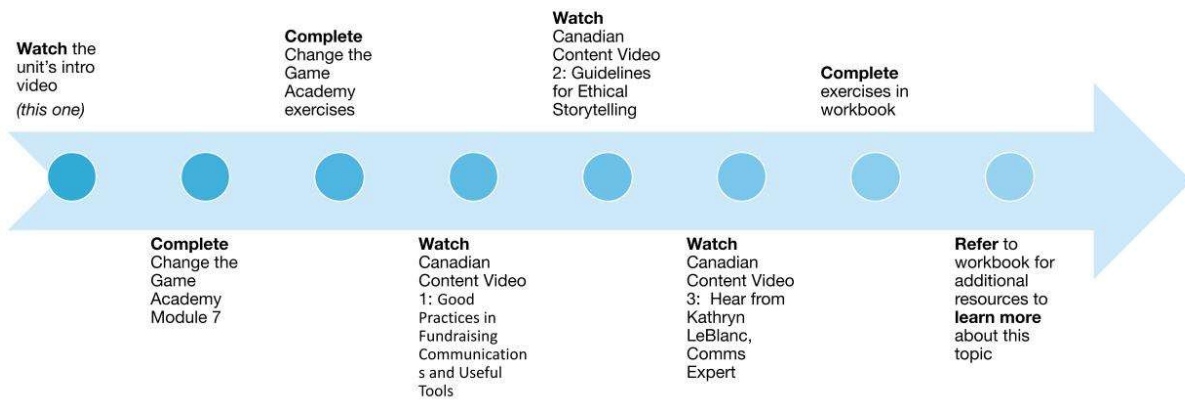 Watch the
unit's intro
video
(this one)
Complete
Change the
Game
Academy
Module 7
Complete
Change the
Game
Academy
exercises
Watch
Canadian
Content Video
1: Good
Practices in
Fundraising
Communication
s and Useful
Tools
Watch
Canadian
Content Video
2: Guidelines
for Ethical
Storytelling
Watch
Canadian
Content Video
3: Hear from
Kathryn
LeBlanc,
Comms
Expert
Complete
exercises in
workbook
Refer to
workbook for
additional
resources to
learn more
about this
topic